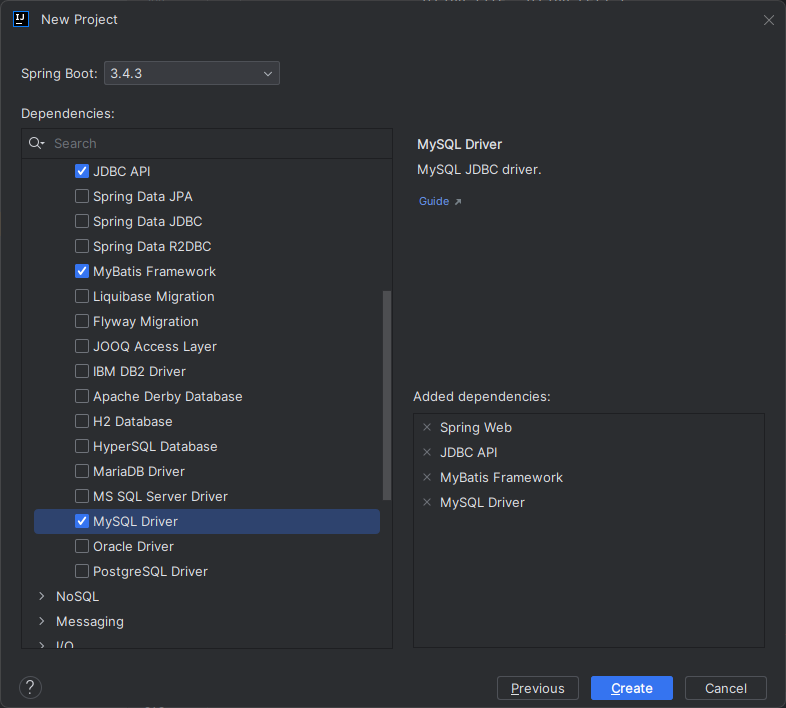 New Project
Spring Boot: 3.4.3
Dependencies:
Search
JDBC API
Spring Data JPA
Spring Data JDBC
Spring Data R2DBC
MyBatis Framework
Liquibase Migration
Flyway Migration
JOOQ Access Layer
IBM DB2 Driver
Apache Derby Database
H2 Database
HyperSQL Database
MariaDB Driver
MS SQL Server Driver
MySQL Driver
Oracle Driver
PostgreSQL Driver
NoSQL
Messaging
I/O
MySQL Driver
MySQL JDBC driver.
Guide ↗
Added dependencies:
Spring Web
JDBC API
MyBatis Framework
MySQL Driver
?
Previous
Create
Cancel